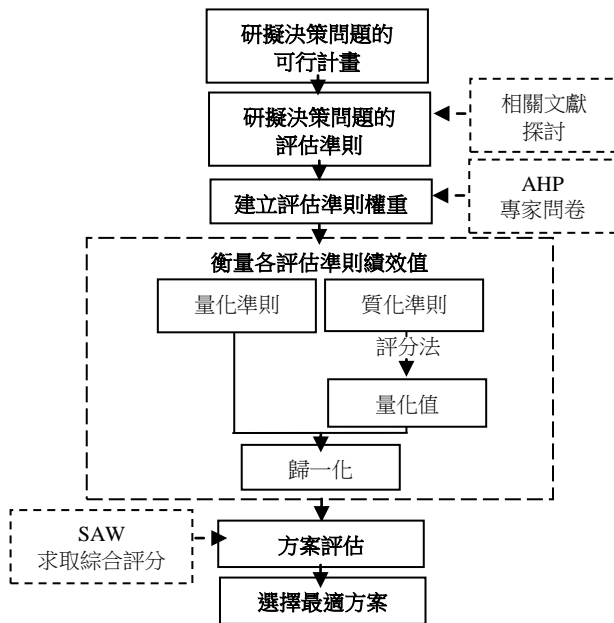 研擬決策問題的
可行計畫
研擬決策問題的
評估準則
相關文獻
探討
建立評估準則權重
AHP
專家問卷
衡量各評估準則績效值
量化準則
質化準則
評分法
量化值
歸一化
SAW
求取綜合評分
方案評估
選擇最適方案